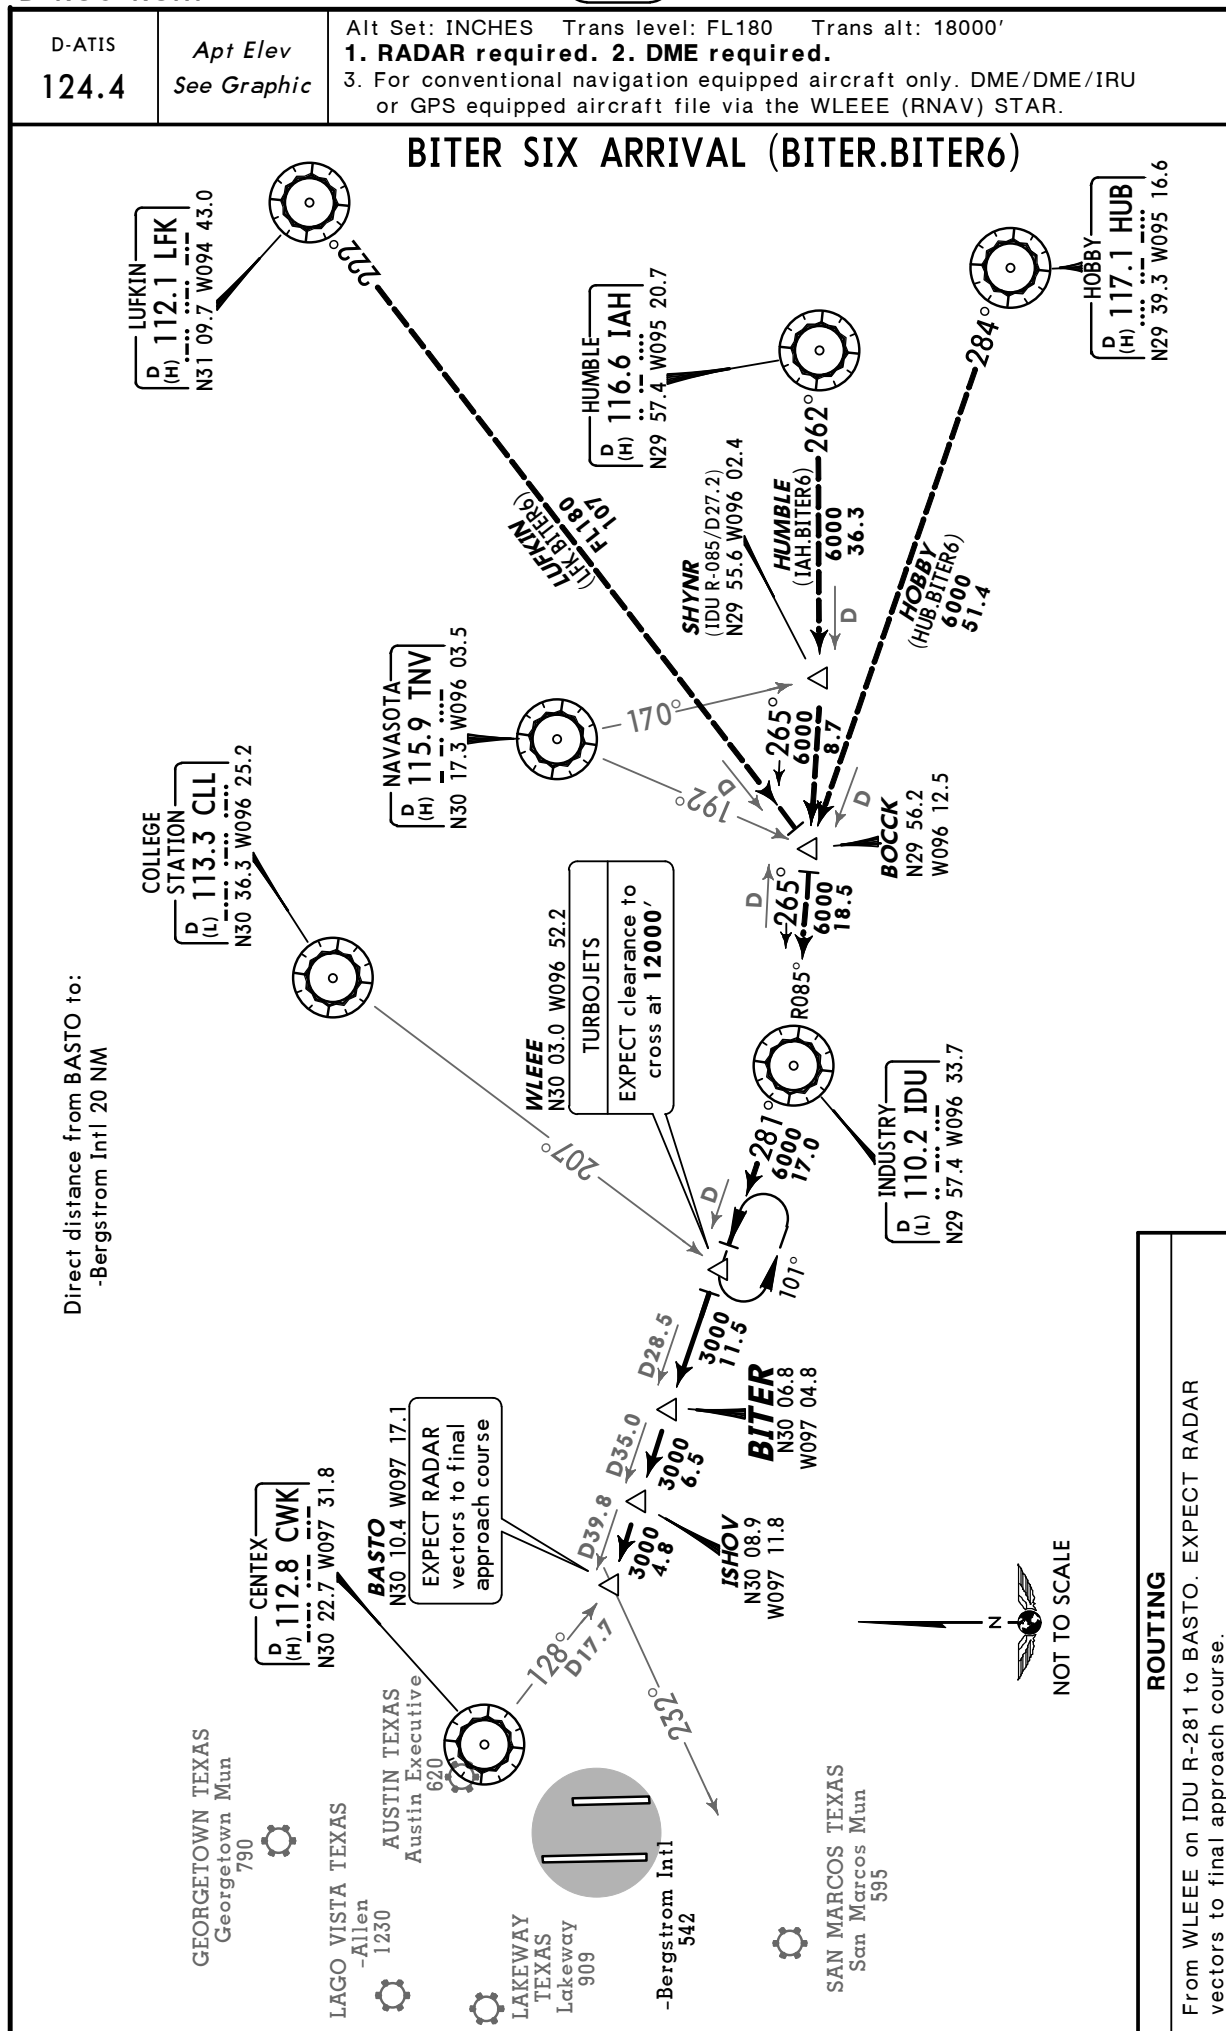 D-ATIS
124.4
Apt Elev
See Graphic
Alt Set: INCHES Trans level: FL180 Trans alt: 18000'
1. RADAR required. 2. DME required.
3. For conventional navigation equipped aircraft only. DME/DME/IRU
or GPS equipped aircraft file via the WLEEE (RNAV) STAR.
BITER SIX ARRIVAL (BITER.BITER6)
LUFKIN
D
(H) 112.1 LFK
N31 09.7 W094 43.0
222°
LUFKIN
(LFK.BITER6)
FL180
107
HUMBLE
D
(H) 116.6 IAH
N29 57.4 W095 20.7
262°
HUMBLE
(IAH.BITER6)
6000
36.3
D
HOBBY
D
(H) 117.1 HUB
N29 39.3 W095 16.6
284°
HOBBY
(HUB.BITER6)
6000
51.4
D
SHYNR
(IDU R-085/D27.2)
N29 55.6 W096 02.4
265°
6000
8.7
NAVASOTA
D
(H) 115.9 TNV
N30 17.3 W096 03.5
170°
192°
D
BOCCK
N29 56.2
W096 12.5
D
265°
6000
18.5
R085°
COLLEGE
STATION
D
(L) 113.3 CLL
N30 36.3 W096 25.2
207°
INDUSTRY
D
(L) 110.2 IDU
N29 57.4 W096 33.7
281°
6000
17.0
D
WLEEE
N30 03.0 W096 52.2
TURBOJETS
EXPECT clearance to
cross at 12000'
101°
D28.5
3000
11.5
BITER
N30 06.8
W097 04.8
D35.0
3000
6.5
ISHOV
N30 08.9
W097 11.8
D39.8
3000
4.8
BASTO
N30 10.4 W097 17.1
EXPECT RADAR
vectors to final
approach course
CENTEX
D
(H) 112.8 CWK
N30 22.7 W097 31.8
128°
D17.7
232°
Direct distance from BASTO to:
-Bergstrom Intl 20 NM
GEORGETOWN TEXAS
Georgetown Mun
790
LAGO VISTA TEXAS
-Allen
1230
AUSTIN TEXAS
Austin Executive
620
LAKEWAY
TEXAS
Lakeway
909
-Bergstrom Intl
542
SAN MARCOS TEXAS
San Marcos Mun
595
N
NOT TO SCALE
ROUTING
From WLEEE on IDU R-281 to BASTO. EXPECT RADAR
vectors to final approach course.